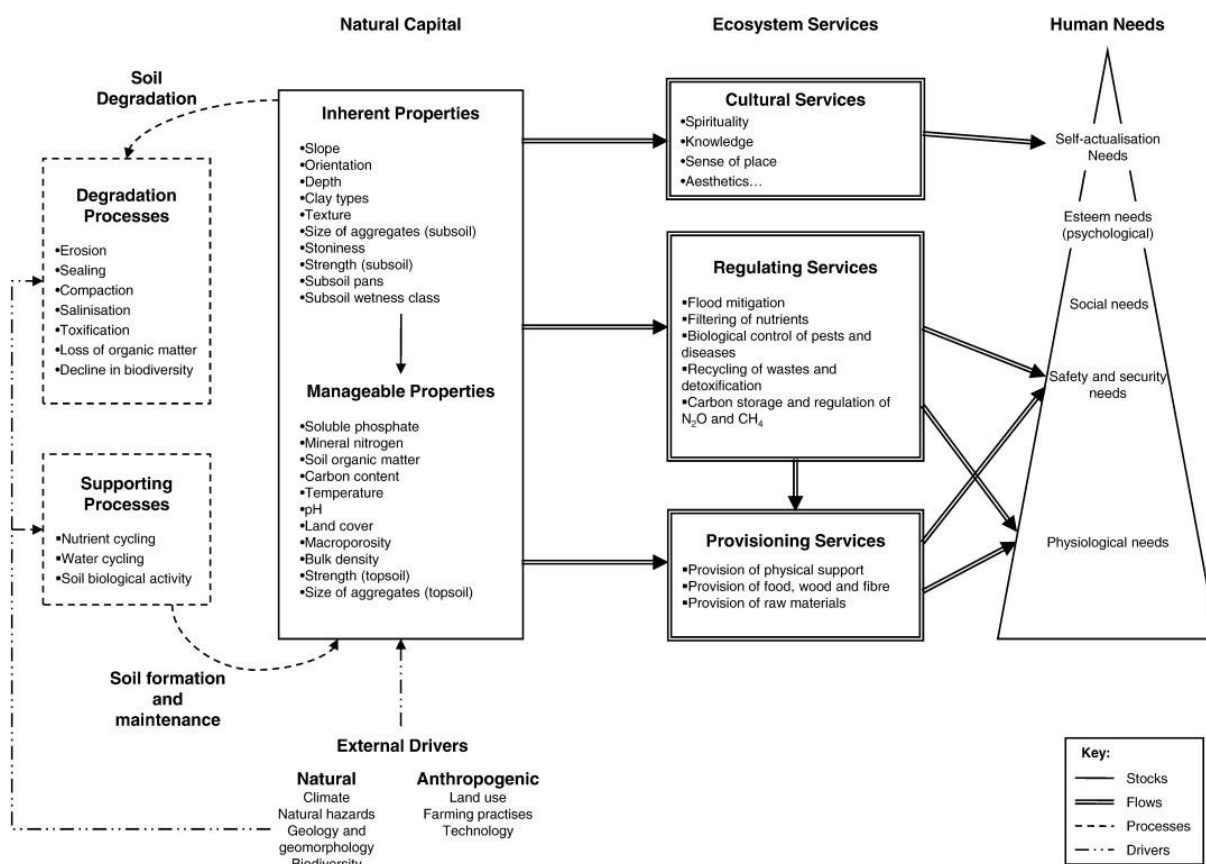 Natural Capital
Ecosystem Services
Human Needs
Soil
Degradation
Degradation
Processes
•Erosion
•Sealing
•Compaction
•Salinisation
•Toxification
•Loss of organic matter
•Decline in biodiversity
Supporting
Processes
▪Nutrient cycling
▪Water cycling
▪Soil biological activity
Soil formation
and
maintenance
Inherent Properties
•Slope
•Orientation
•Depth
•Clay types
•Texture
•Size of aggregates (subsoil)
•Stoniness
•Strength (subsoil)
•Subsoil pans
•Subsoil wetness class
Manageable Properties
•Soluble phosphate
•Mineral nitrogen
•Soil organic matter
•Carbon content
•Temperature
•pH
•Land cover
•Macroporosity
•Bulk density
•Strength (topsoil)
•Size of aggregates (topsoil)
External Drivers
Natural
Climate
Natural hazards
Geology and
geomorphology
Biodiversity
Anthropogenic
Land use
Farming practises
Technology
Cultural Services
•Spirituality
•Knowledge
•Sense of place
•Aesthetics…
Regulating Services
▪Flood mitigation
▪Filtering of nutrients
▪Biological control of pests and
diseases
▪Recycling of wastes and
detoxification
▪Carbon storage and regulation of
N₂O and CH₄
Provisioning Services
▪Provision of physical support
▪Provision of food, wood and fibre
▪Provision of raw materials
Self-actualisation
Needs
Esteem needs
(psychological)
Social needs
Safety and security
needs
Physiological needs
Key:
Stocks
Flows
Processes
Drivers